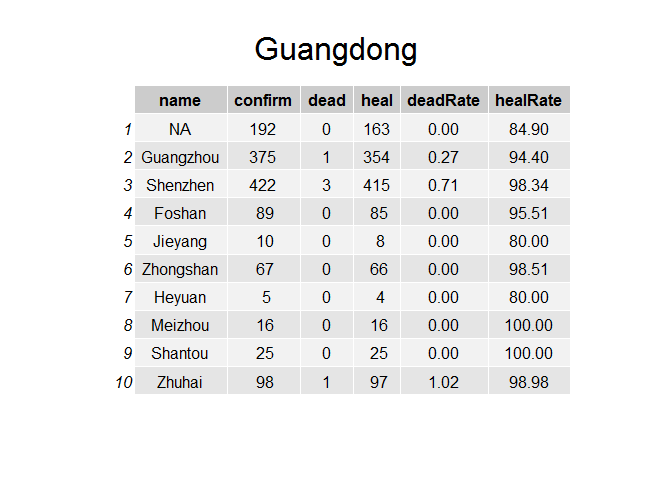 Guangdong
name confirm dead heal deadRate healRate
1 NA 192 0 163 0.00 84.90
2 Guangzhou 375 1 354 0.27 94.40
3 Shenzhen 422 3 415 0.71 98.34
4 Foshan 89 0 85 0.00 95.51
5 Jieyang 10 0 8 0.00 80.00
6 Zhongshan 67 0 66 0.00 98.51
7 Heyuan 5 0 4 0.00 80.00
8 Meizhou 16 0 16 0.00 100.00
9 Shantou 25 0 25 0.00 100.00
10 Zhuhai 98 1 97 1.02 98.98